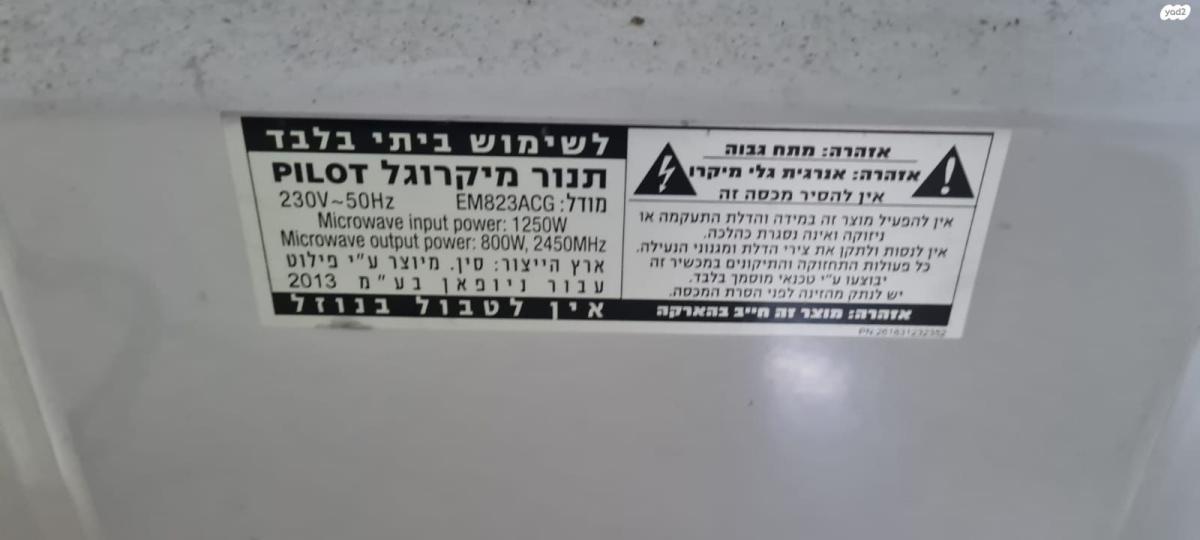 yad2
לשימוש ביתי בלבד
תנור מיקרוגל PILOT
מודל: EM823ACG 230V~50Hz
Microwave input power: 1250W
Microwave output power: 800W, 2450MHz
ארץ הייצור: סין. מיוצר ע״י פילוט
עבור ניופאן בע״מ 2013
אין לטבול בנוזל
אזהרה: מתח גבוה
אזהרה: אנרגית גלי מיקרו
אין להסיר מכסה זה
אין להפעיל מוצר זה במידה והדלת התעקמה או
ניזוקה ואינה נסגרת כהלכה.
אין לנסות ולתקן את צירי הדלת ומגנוני הנעילה.
כל פעולות התחזוקה והתיקונים במכשיר זה
יבוצעו ע״י טכנאי מוסמך בלבד.
יש לנתק מהזינה לפני הסרת המכסה.
אזהרה: מוצר זה חייב בהארקה
PN:261631232352